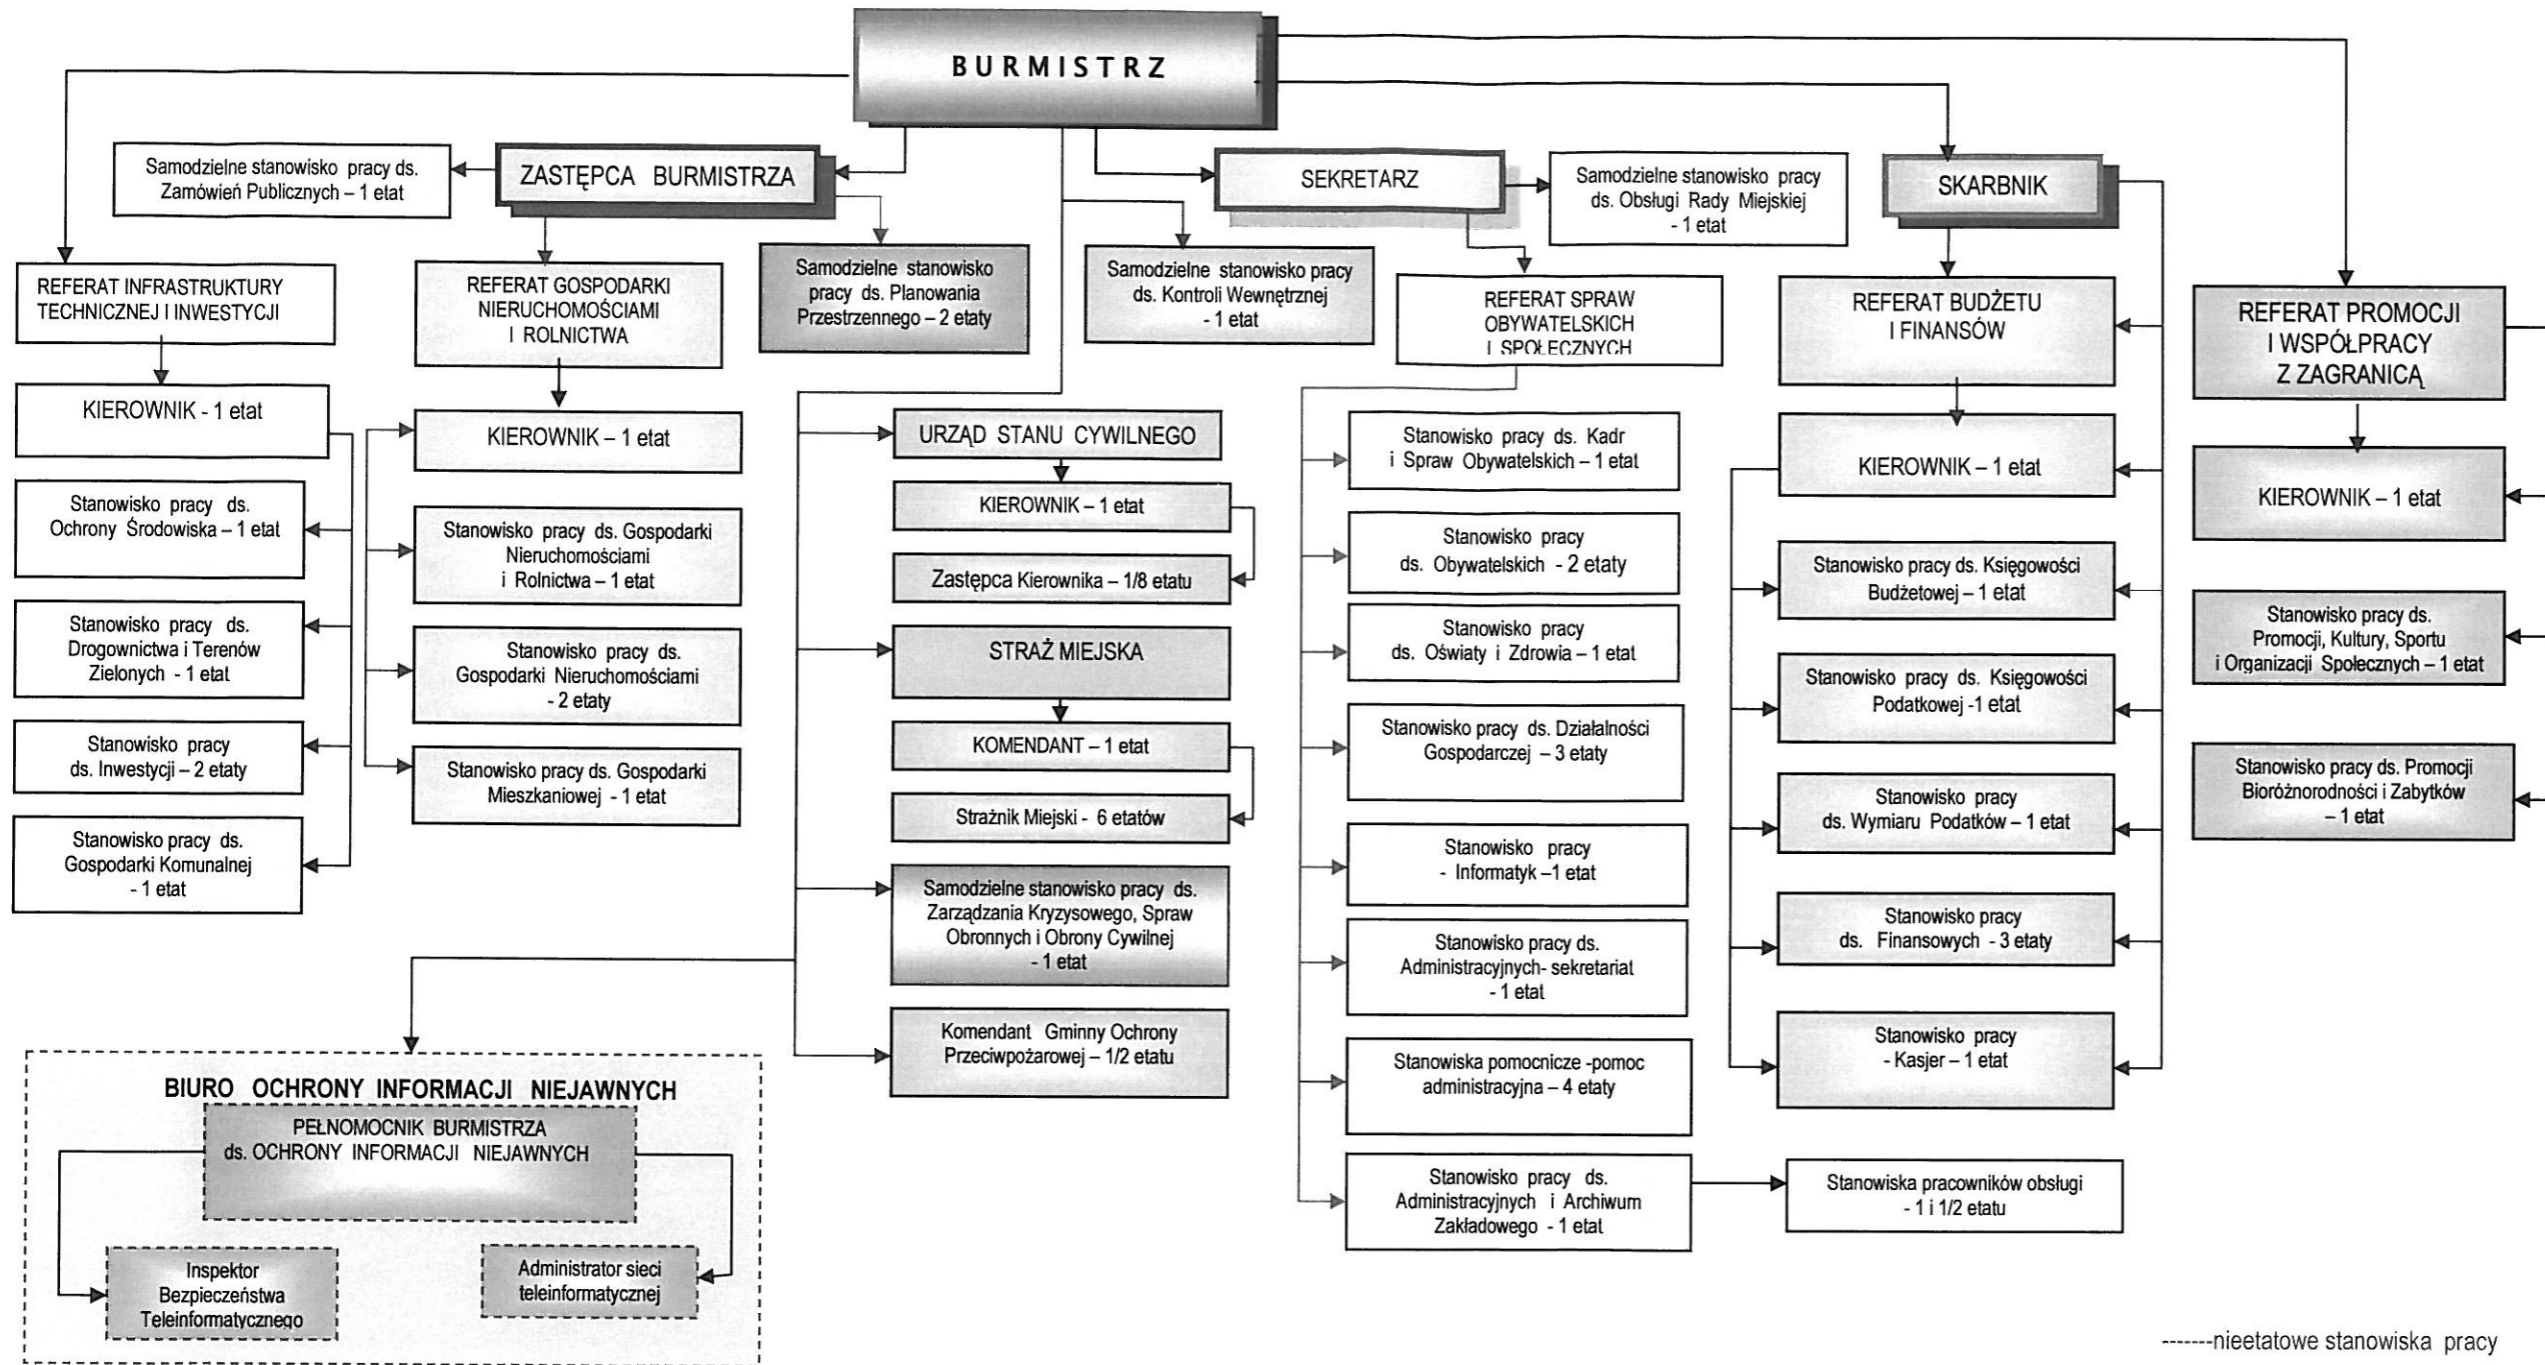 BURMISTRZ
Samodzielne stanowisko pracy ds.
Zamówień Publicznych – 1 etat
ZASTĘPCA BURMISTRZA
SEKRETARZ
Samodzielne stanowisko pracy
ds. Obsługi Rady Miejskiej
- 1 etat
SKARBNIK
REFERAT INFRASTRUKTURY
TECHNICZNEJ I INWESTYCJI
KIEROWNIK - 1 etat
Stanowisko pracy ds.
Ochrony Środowiska – 1 etat
Stanowisko pracy ds.
Drogownictwa i Terenów
Zielonych - 1 etat
Stanowisko pracy
ds. Inwestycji – 2 etaty
Stanowisko pracy ds.
Gospodarki Komunalnej
- 1 etat
REFERAT GOSPODARKI
NIERUCHOMOŚCIAMI
I ROLNICTWA
KIEROWNIK – 1 etat
Stanowisko pracy ds. Gospodarki
Nieruchomościami
i Rolnictwa – 1 etat
Stanowisko pracy ds.
Gospodarki Nieruchomościami
- 2 etaty
Stanowisko pracy ds. Gospodarki
Mieszkaniowej - 1 etat
Samodzielne stanowisko
pracy ds. Planowania
Przestrzennego – 2 etaty
Samodzielne stanowisko pracy
ds. Kontroli Wewnętrznej
- 1 etat
URZĄD STANU CYWILNEGO
KIEROWNIK – 1 etat
Zastępca Kierownika – 1/8 etatu
STRAŻ MIEJSKA
KOMENDANT – 1 etat
Strażnik Miejski - 6 etatów
Samodzielne stanowisko pracy ds.
Zarządzania Kryzysowego, Spraw
Obronnych i Obrony Cywilnej
- 1 etat
Komendant Gminny Ochrony
Przeciwpożarowej – 1/2 etatu
REFERAT SPRAW
OBYWATELSKICH
I SPOŁECZNYCH
Stanowisko pracy ds. Kadr
i Spraw Obywatelskich – 1 etat
Stanowisko pracy
ds. Obywatelskich - 2 etaty
Stanowisko pracy
ds. Oświaty i Zdrowia – 1 etat
Stanowisko pracy ds. Działalności
Gospodarczej – 3 etaty
Stanowisko pracy
- Informatyk –1 etat
Stanowisko pracy ds.
Administracyjnych- sekretariat
- 1 etat
Stanowiska pomocnicze -pomoc
administracyjna – 4 etaty
Stanowisko pracy ds.
Administracyjnych i Archiwum
Zakładowego - 1 etat
Stanowiska pracowników obsługi
- 1 i 1/2 etatu
REFERAT BUDŻETU
I FINANSÓW
KIEROWNIK – 1 etat
Stanowisko pracy ds. Księgowości
Budżetowej – 1 etat
Stanowisko pracy ds. Księgowości
Podatkowej -1 etat
Stanowisko pracy
ds. Wymiaru Podatków – 1 etat
Stanowisko pracy
ds. Finansowych - 3 etaty
Stanowisko pracy
- Kasjer – 1 etat
REFERAT PROMOCJI
I WSPÓŁPRACY
Z ZAGRANICĄ
KIEROWNIK – 1 etat
Stanowisko pracy ds.
Promocji, Kultury, Sportu
i Organizacji Społecznych – 1 etat
Stanowisko pracy ds. Promocji
Bioróżnorodności i Zabytków
– 1 etat
BIURO OCHRONY INFORMACJI NIEJAWNYCH
PEŁNOMOCNIK BURMISTRZA
ds. OCHRONY INFORMACJI NIEJAWNYCH
Inspektor
Bezpieczeństwa
Teleinformatycznego
Administrator sieci
teleinformatycznej
-------nieetatowe stanowiska pracy